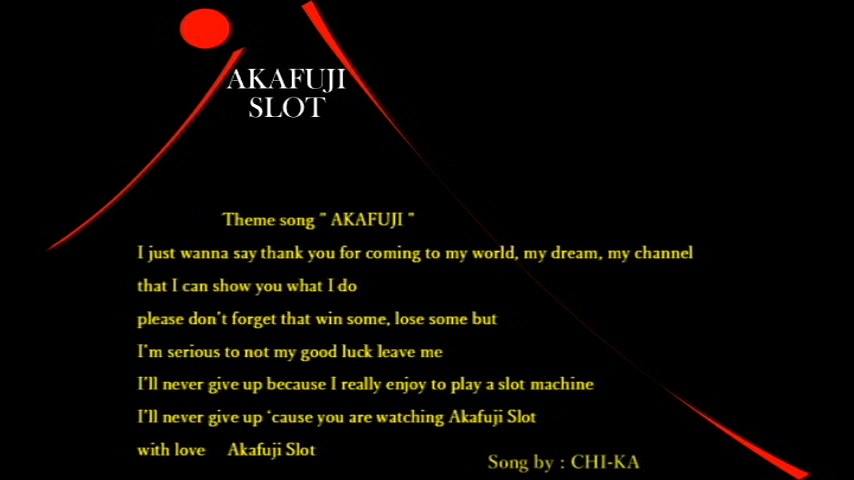 AKAFUJI
SLOT
Theme song " AKAFUJI "
I just wanna say thank you for coming to my world, my dream, my channel
that I can show you what I do
please don't forget that win some, lose some but
I'm serious to not my good luck leave me
I'll never give up because I really enjoy to play a slot machine
I'll never give up 'cause you are watching Akafuji Slot
with love Akafuji Slot
Song by : CHI-KA